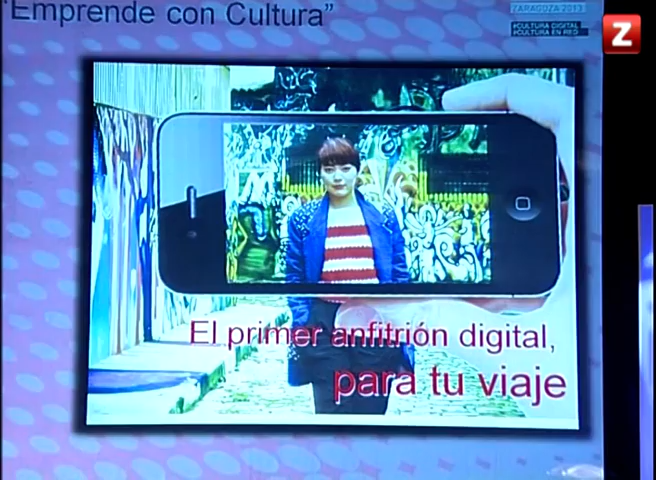 "Emprende con Cultura"
ZARAGOZA 2013
#CULTURA DIGITAL
#CULTURA EN RED
Z
El primer anfitrión digital,
para tu viaje